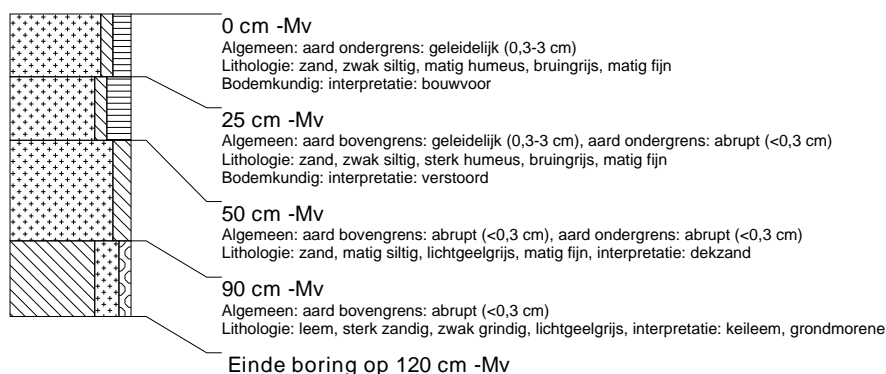 0 cm -Mv
Algemeen: aard ondergrens: geleidelijk (0,3-3 cm)
Lithologie: zand, zwak siltig, matig humeus, bruingrijs, matig fijn
Bodemkundig: interpretatie: bouwvoor
25 cm -Mv
Algemeen: aard bovengrens: geleidelijk (0,3-3 cm), aard ondergrens: abrupt (<0,3 cm)
Lithologie: zand, zwak siltig, sterk humeus, bruingrijs, matig fijn
Bodemkundig: interpretatie: verstoord
50 cm -Mv
Algemeen: aard bovengrens: abrupt (<0,3 cm), aard ondergrens: abrupt (<0,3 cm)
Lithologie: zand, matig siltig, lichtgeelgrijs, matig fijn, interpretatie: dekzand
90 cm -Mv
Algemeen: aard bovengrens: abrupt (<0,3 cm)
Lithologie: leem, sterk zandig, zwak grindig, lichtgeelgrijs, interpretatie: keileem, grondmorene
Einde boring op 120 cm -Mv